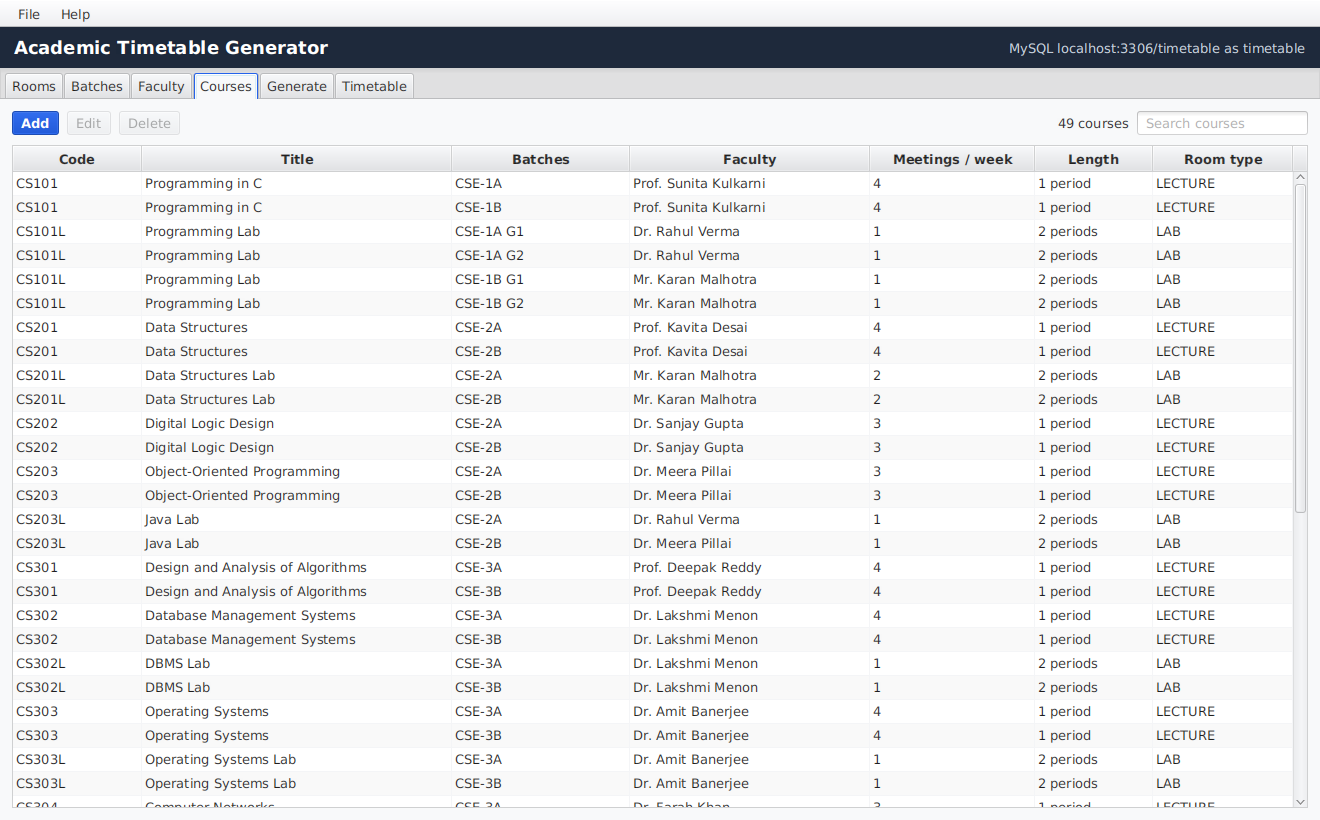 File Help
Academic Timetable Generator MySQL localhost:3306/timetable as timetable
Rooms Batches Faculty Courses Generate Timetable
Add Edit Delete 49 courses Search courses
Code Title Batches Faculty Meetings / week Length Room type
CS101 Programming in C CSE-1A Prof. Sunita Kulkarni 4 1 period LECTURE
CS101 Programming in C CSE-1B Prof. Sunita Kulkarni 4 1 period LECTURE
CS101L Programming Lab CSE-1A G1 Dr. Rahul Verma 1 2 periods LAB
CS101L Programming Lab CSE-1A G2 Dr. Rahul Verma 1 2 periods LAB
CS101L Programming Lab CSE-1B G1 Mr. Karan Malhotra 1 2 periods LAB
CS101L Programming Lab CSE-1B G2 Mr. Karan Malhotra 1 2 periods LAB
CS201 Data Structures CSE-2A Prof. Kavita Desai 4 1 period LECTURE
CS201 Data Structures CSE-2B Prof. Kavita Desai 4 1 period LECTURE
CS201L Data Structures Lab CSE-2A Mr. Karan Malhotra 2 2 periods LAB
CS201L Data Structures Lab CSE-2B Mr. Karan Malhotra 2 2 periods LAB
CS202 Digital Logic Design CSE-2A Dr. Sanjay Gupta 3 1 period LECTURE
CS202 Digital Logic Design CSE-2B Dr. Sanjay Gupta 3 1 period LECTURE
CS203 Object-Oriented Programming CSE-2A Dr. Meera Pillai 3 1 period LECTURE
CS203 Object-Oriented Programming CSE-2B Dr. Meera Pillai 3 1 period LECTURE
CS203L Java Lab CSE-2A Dr. Rahul Verma 1 2 periods LAB
CS203L Java Lab CSE-2B Dr. Meera Pillai 1 2 periods LAB
CS301 Design and Analysis of Algorithms CSE-3A Prof. Deepak Reddy 4 1 period LECTURE
CS301 Design and Analysis of Algorithms CSE-3B Prof. Deepak Reddy 4 1 period LECTURE
CS302 Database Management Systems CSE-3A Dr. Lakshmi Menon 4 1 period LECTURE
CS302 Database Management Systems CSE-3B Dr. Lakshmi Menon 4 1 period LECTURE
CS302L DBMS Lab CSE-3A Dr. Lakshmi Menon 1 2 periods LAB
CS302L DBMS Lab CSE-3B Dr. Lakshmi Menon 1 2 periods LAB
CS303 Operating Systems CSE-3A Dr. Amit Banerjee 4 1 period LECTURE
CS303 Operating Systems CSE-3B Dr. Amit Banerjee 4 1 period LECTURE
CS303L Operating Systems Lab CSE-3A Dr. Amit Banerjee 1 2 periods LAB
CS303L Operating Systems Lab CSE-3B Dr. Amit Banerjee 1 2 periods LAB
CS304 Computer Networks CSE-3A Dr. Farah Khan 3 1 period LECTURE